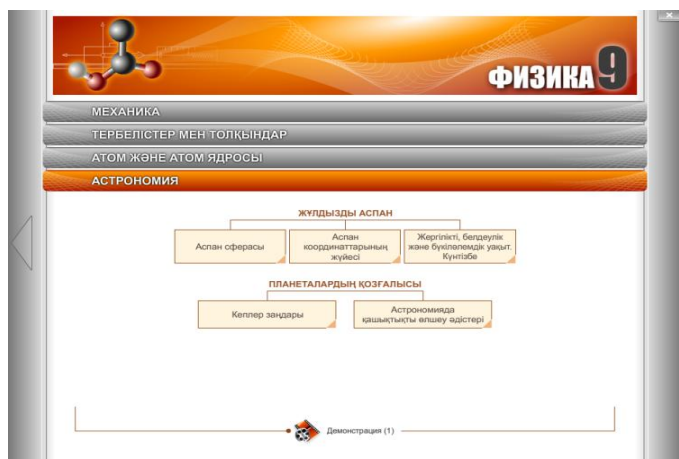 ФИЗИКА 9
МЕХАНИКА
ТЕРБЕЛІСТЕР МЕН ТОЛҚЫНДАР
АТОМ ЖӘНЕ АТОМ ЯДРОСЫ
АСТРОНОМИЯ
ЖҰЛДЫЗДЫ АСПАН
Аспан сферасы
Аспан
координаттарының
жүйесі
Жергілікті, белдеулік
және бүкіләлемдік уақыт.
Күнтізбе
ПЛАНЕТАЛАРДЫҢ ҚОЗҒАЛЫСЫ
Кеплер заңдары
Астрономияда
қашықтықты өлшеу әдістері
Демонстрация (1)